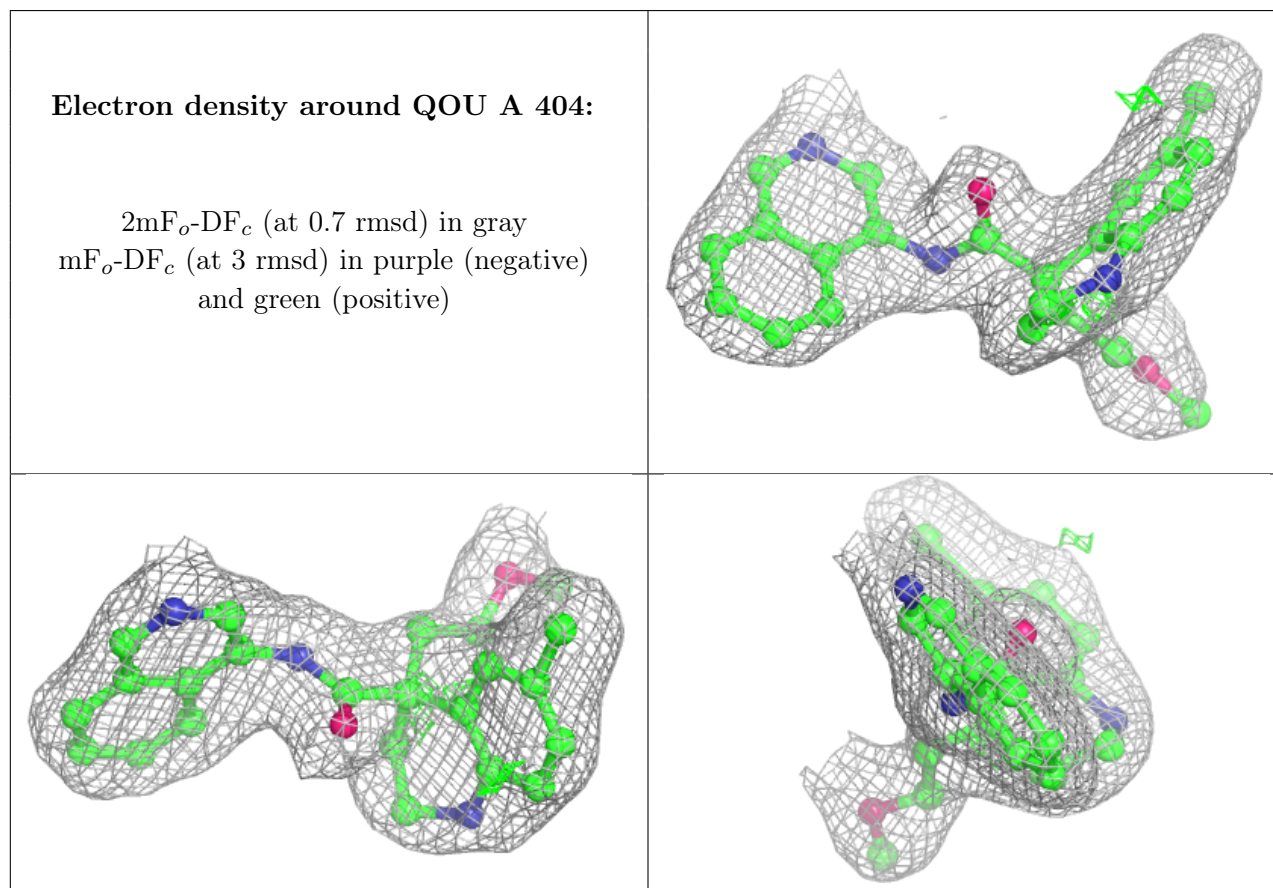 Electron density around QOU A 404:
2mFo-DFc (at 0.7 rmsd) in gray
mFo-DFc (at 3 rmsd) in purple (negative)
and green (positive)